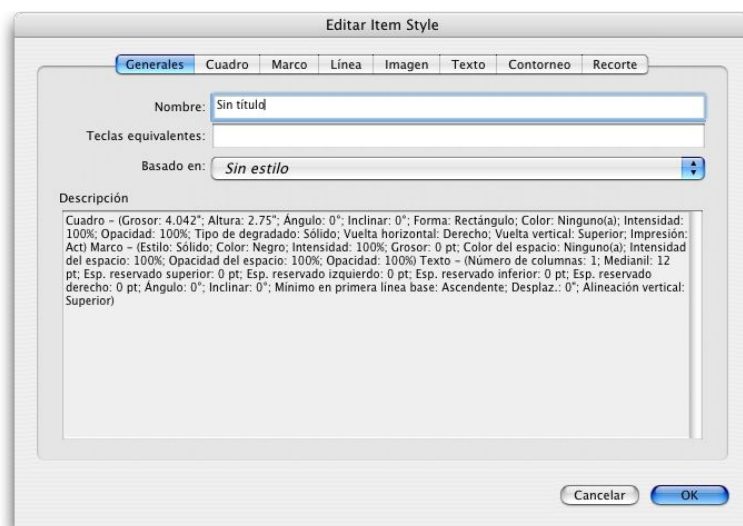 Editar Item Style
Generales Cuadro Marco Línea Imagen Texto Contorneo Recorte
Nombre: Sin título
Teclas equivalentes:
Basado en: Sin estilo
Descripción
Cuadro – (Grosor: 4.042"; Altura: 2.75"; Ángulo: 0°; Inclinar: 0°; Forma: Rectángulo; Color: Ninguno(a); Intensidad:
100%; Opacidad: 100%; Tipo de degradado: Sólido; Vuelta horizontal: Derecho; Vuelta vertical: Superior; Impresión:
Act) Marco – (Estilo: Sólido; Color: Negro; Intensidad: 100%; Grosor: 0 pt; Color del espacio: Ninguno(a); Intensidad
del espacio: 100%; Opacidad del espacio: 100%; Opacidad: 100%) Texto – (Número de columnas: 1; Medianil: 12
pt; Esp. reservado superior: 0 pt; Esp. reservado izquierdo: 0 pt; Esp. reservado inferior: 0 pt; Esp. reservado
derecho: 0 pt; Ángulo: 0°; Inclinar: 0°; Mínimo en primera línea base: Ascendente; Desplaz.: 0"; Alineación vertical:
Superior)
Cancelar OK